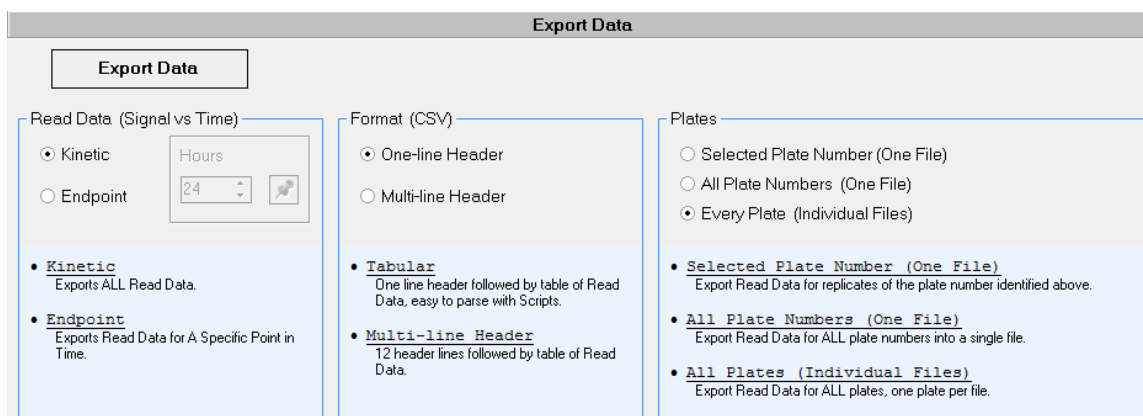 Export Data
Export Data
Read Data (Signal vs Time)
Kinetic
Hours
24
Endpoint
Format (CSV)
One-line Header
Multi-line Header
Plates
Selected Plate Number (One File)
All Plate Numbers (One File)
Every Plate (Individual Files)
• Kinetic
Exports ALL Read Data.
• Endpoint
Exports Read Data for A Specific Point in
Time.
• Tabular
One line header followed by table of Read
Data, easy to parse with Scripts.
• Multi-line Header
12 header lines followed by table of Read
Data.
• Selected Plate Number (One File)
Export Read Data for replicates of the plate number identified above.
• All Plate Numbers (One File)
Export Read Data for ALL plate numbers into a single file.
• All Plates (Individual Files)
Export Read Data for ALL plates, one plate per file.